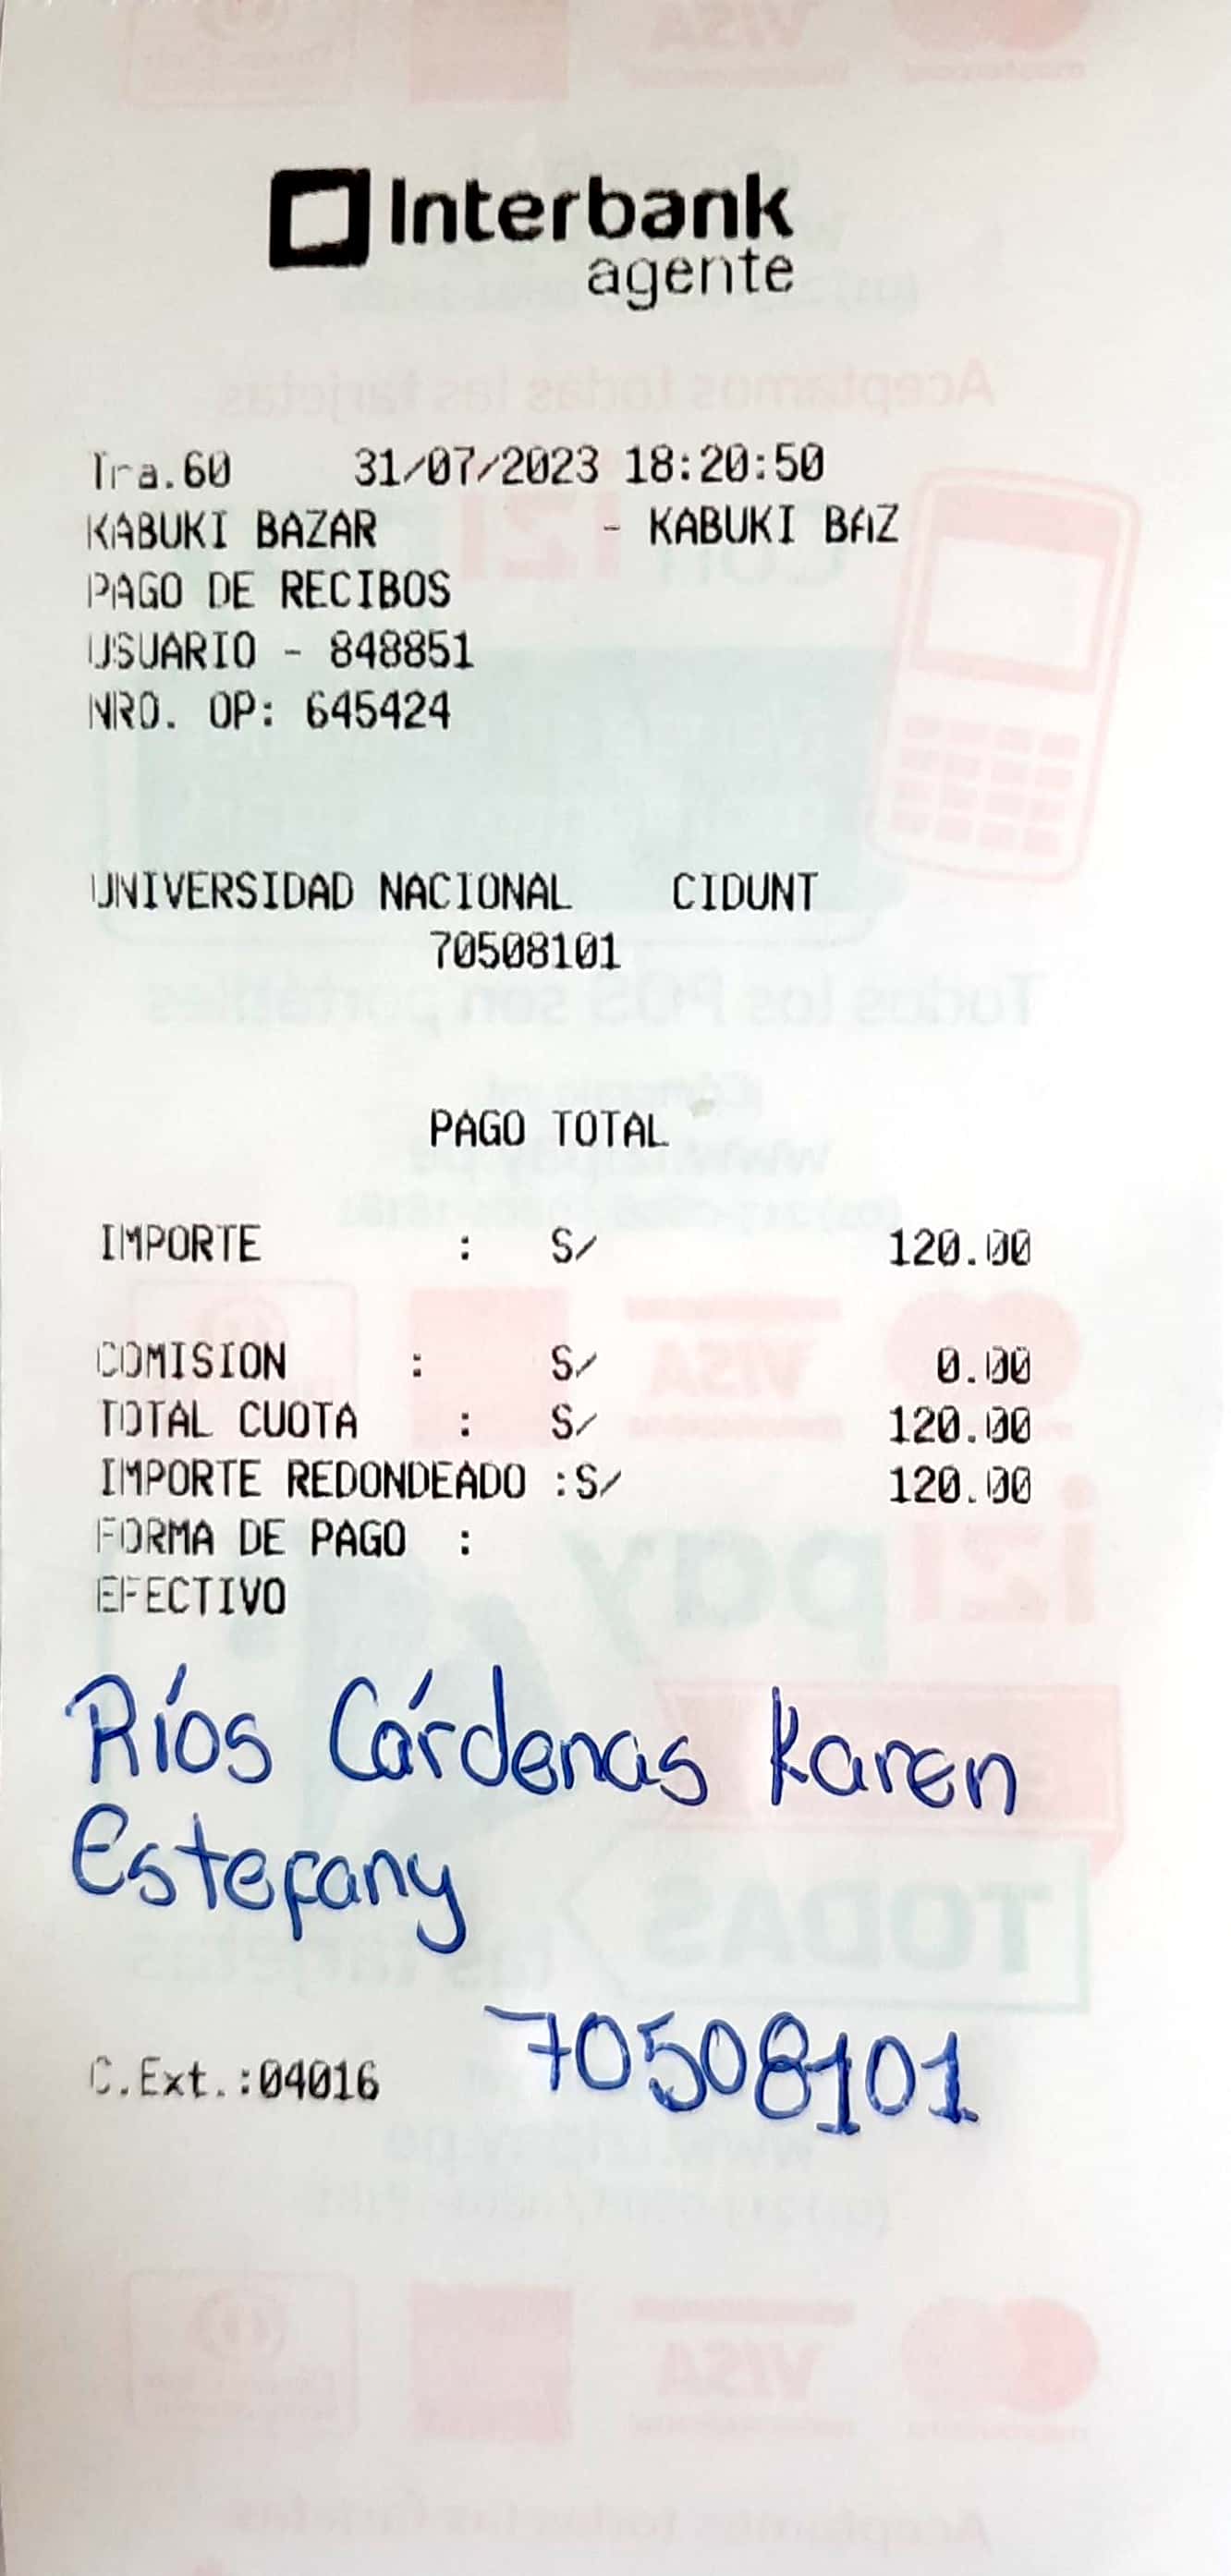 Interbank
agente
Tra.60 31/07/2023 18:20:50
KABUKI BAZAR - KABUKI BAZ
PAGO DE RECIBOS
USUARIO - 848851
NRO. OP: 645424
UNIVERSIDAD NACIONAL CIDUNT
70508101
PAGO TOTAL
IMPORTE : S/ 120.00
COMISION : S/ 0.00
TOTAL CUOTA : S/ 120.00
IMPORTE REDONDEADO :S/ 120.00
FORMA DE PAGO :
EFECTIVO
Ríos Cárdenas Karen
Estefany
70508101
C.Ext.:04016